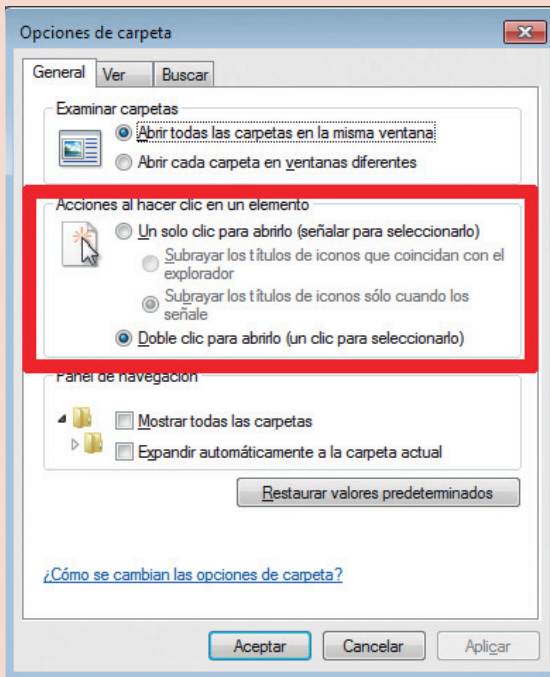 Opciones de carpeta
General
Ver
Buscar
Examinar carpetas
Abrir todas las carpetas en la misma ventana
Abrir cada carpeta en ventanas diferentes
Acciones al hacer clic en un elemento
Un solo clic para abrirlo (señalar para seleccionarlo)
Subrayar los títulos de iconos que coincidan con el
explorador
Subrayar los títulos de iconos sólo cuando los
señale
Doble clic para abrirlo (un clic para seleccionarlo)
Panel de navegación
Mostrar todas las carpetas
Expandir automáticamente a la carpeta actual
Restaurar valores predeterminados
¿Cómo se cambian las opciones de carpeta?
Aceptar
Cancelar
Aplicar